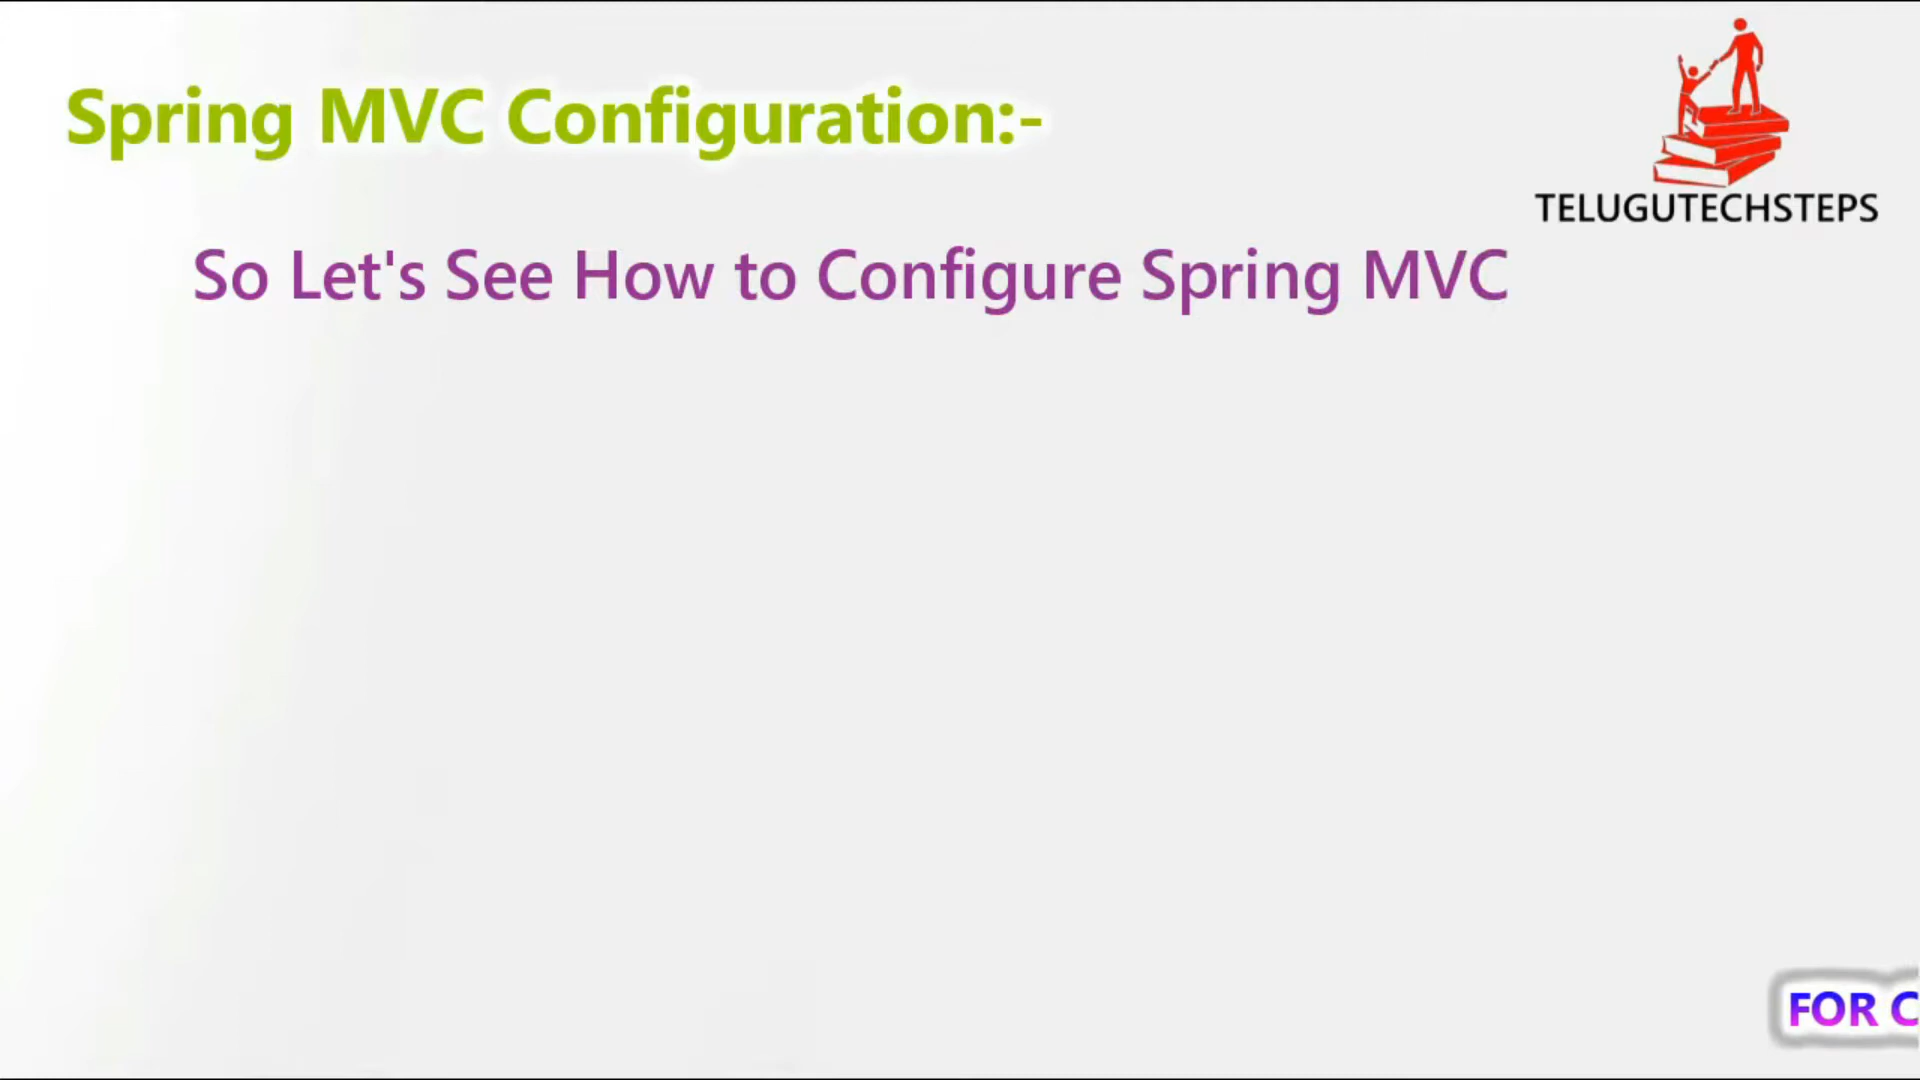 Spring MVC Configuration:-
TELUGUTECHSTEPS
So Let's See How to Configure Spring MVC
FOR C